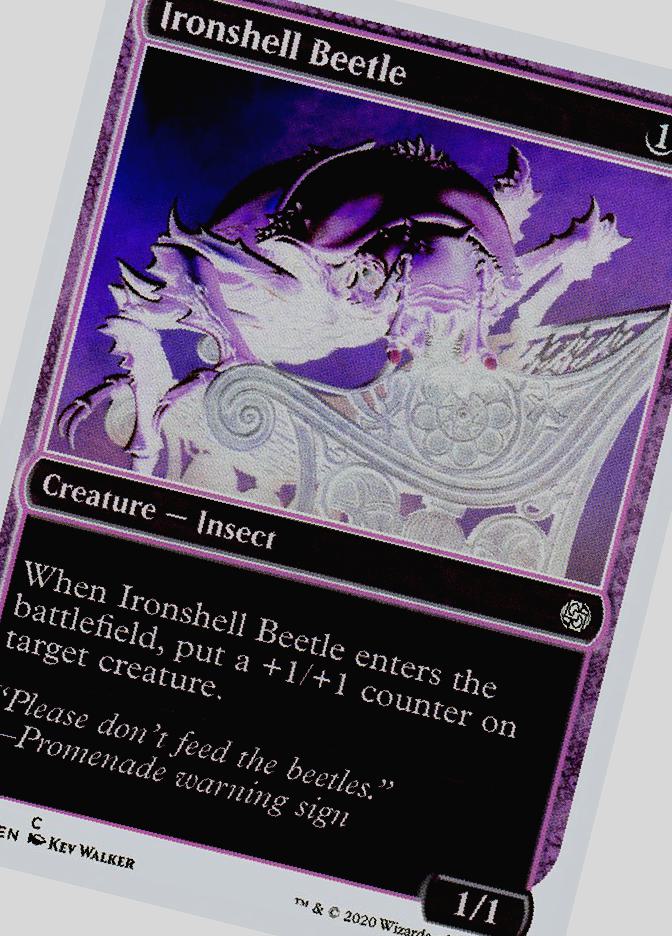 Ironshell Beetle
1
Creature — Insect
When Ironshell Beetle enters the
battlefield, put a +1/+1 counter on
target creature.
“Please don’t feed the beetles.”
—Promenade warning sign
C
EN KEV WALKER
1/1
™ & © 2020 Wizards